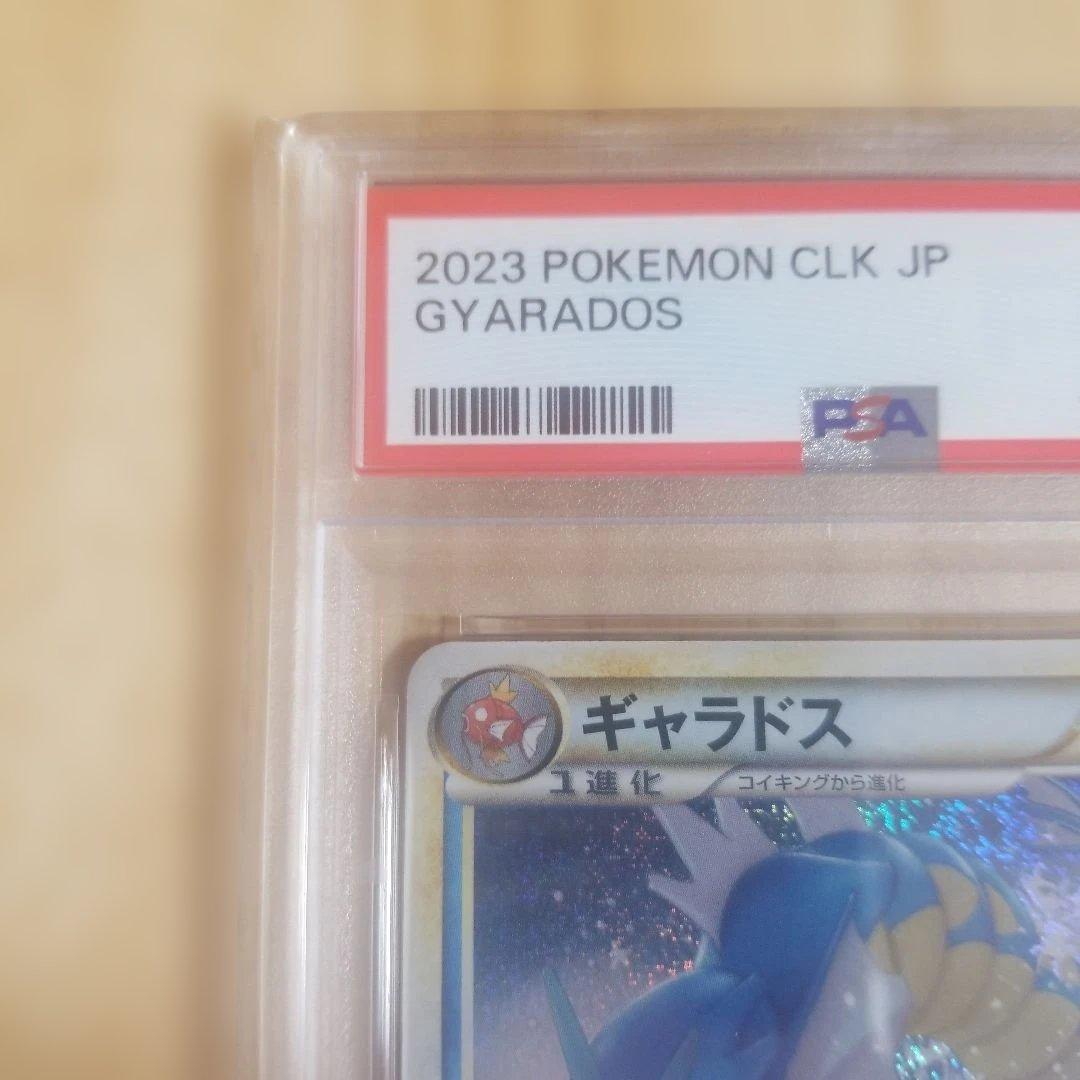 2023 POKEMON CLK JP
GYARADOS
PSA
ギャラドス
1進化
コイキングから進化